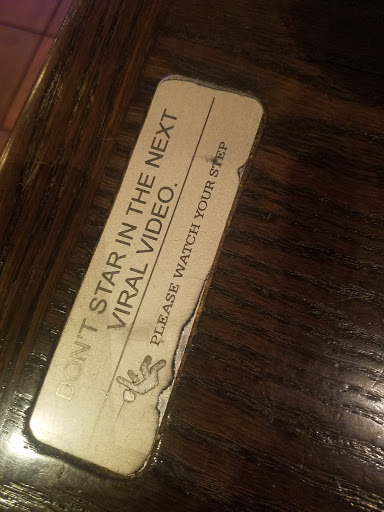 DON'T STAR IN THE NEXT
VIRAL VIDEO.
PLEASE WATCH YOUR STEP